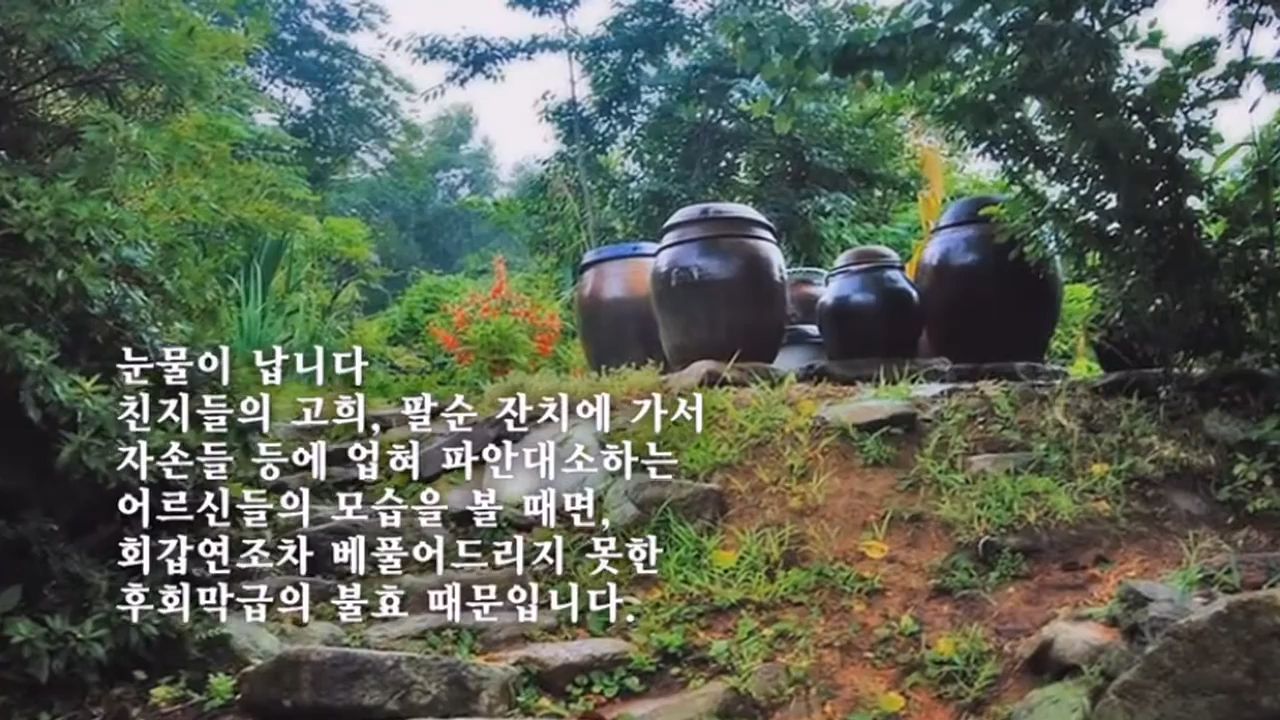 눈물이 납니다
친지들의 고희, 팔순 잔치에 가서
자손들 등에 업혀 파안대소하는
어르신들의 모습을 볼 때면,
회갑연조차 베풀어드리지 못한
후회막급의 불효 때문입니다.